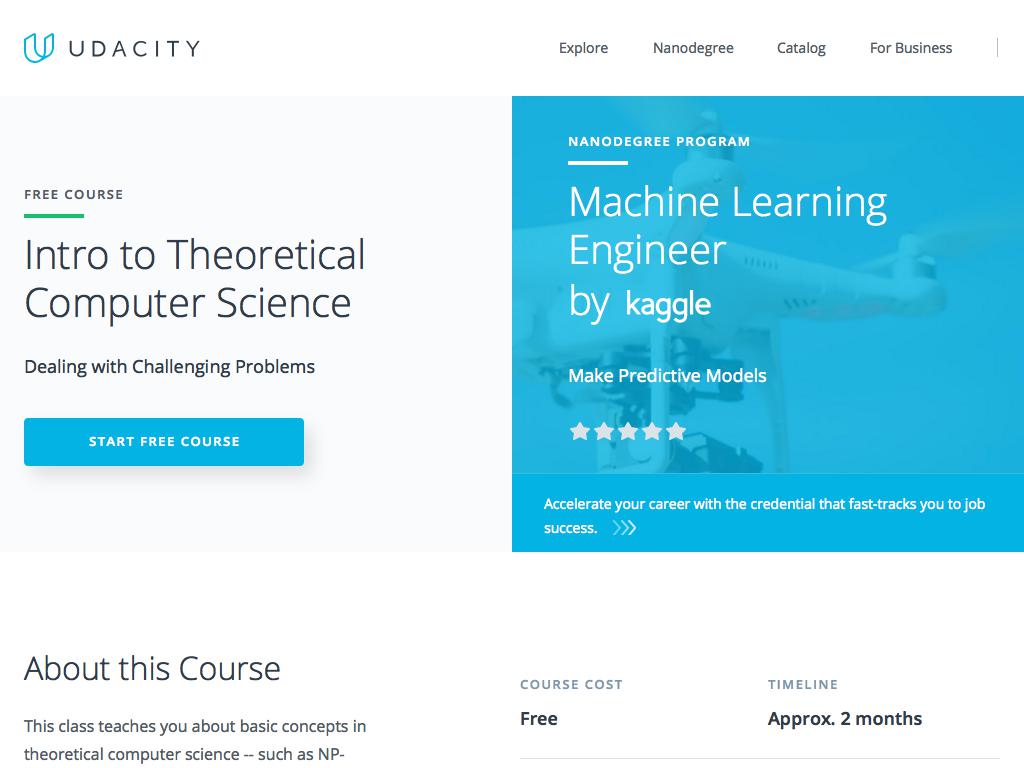 UDACITY
Explore
Nanodegree
Catalog
For Business
FREE COURSE
Intro to Theoretical
Computer Science
Dealing with Challenging Problems
START FREE COURSE
NANODEGREE PROGRAM
Machine Learning
Engineer
by kaggle
Make Predictive Models
Accelerate your career with the credential that fast-tracks you to job
success.
About this Course
This class teaches you about basic concepts in
theoretical computer science -- such as NP-
COURSE COST
Free
TIMELINE
Approx. 2 months